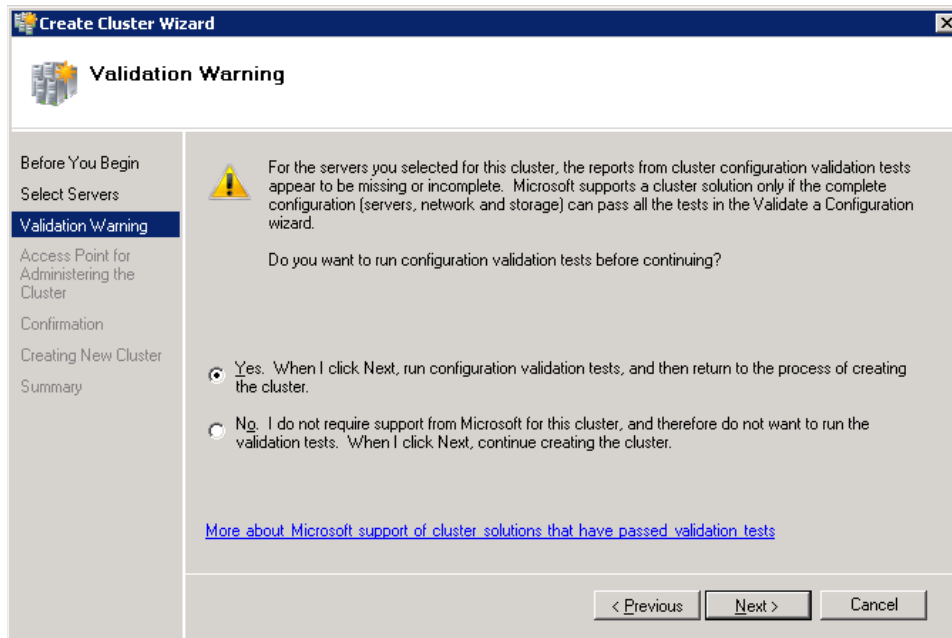 Create Cluster Wizard
Validation Warning
Before You Begin
Select Servers
Validation Warning
Access Point for
Administering the
Cluster
Confirmation
Creating New Cluster
Summary
For the servers you selected for this cluster, the reports from cluster configuration validation tests
appear to be missing or incomplete.  Microsoft supports a cluster solution only if the complete
configuration (servers, network and storage) can pass all the tests in the Validate a Configuration
wizard.
Do you want to run configuration validation tests before continuing?
Yes.  When I click Next, run configuration validation tests, and then return to the process of creating
the cluster.
No.  I do not require support from Microsoft for this cluster, and therefore do not want to run the
validation tests.  When I click Next, continue creating the cluster.
More about Microsoft support of cluster solutions that have passed validation tests
< Previous
Next >
Cancel